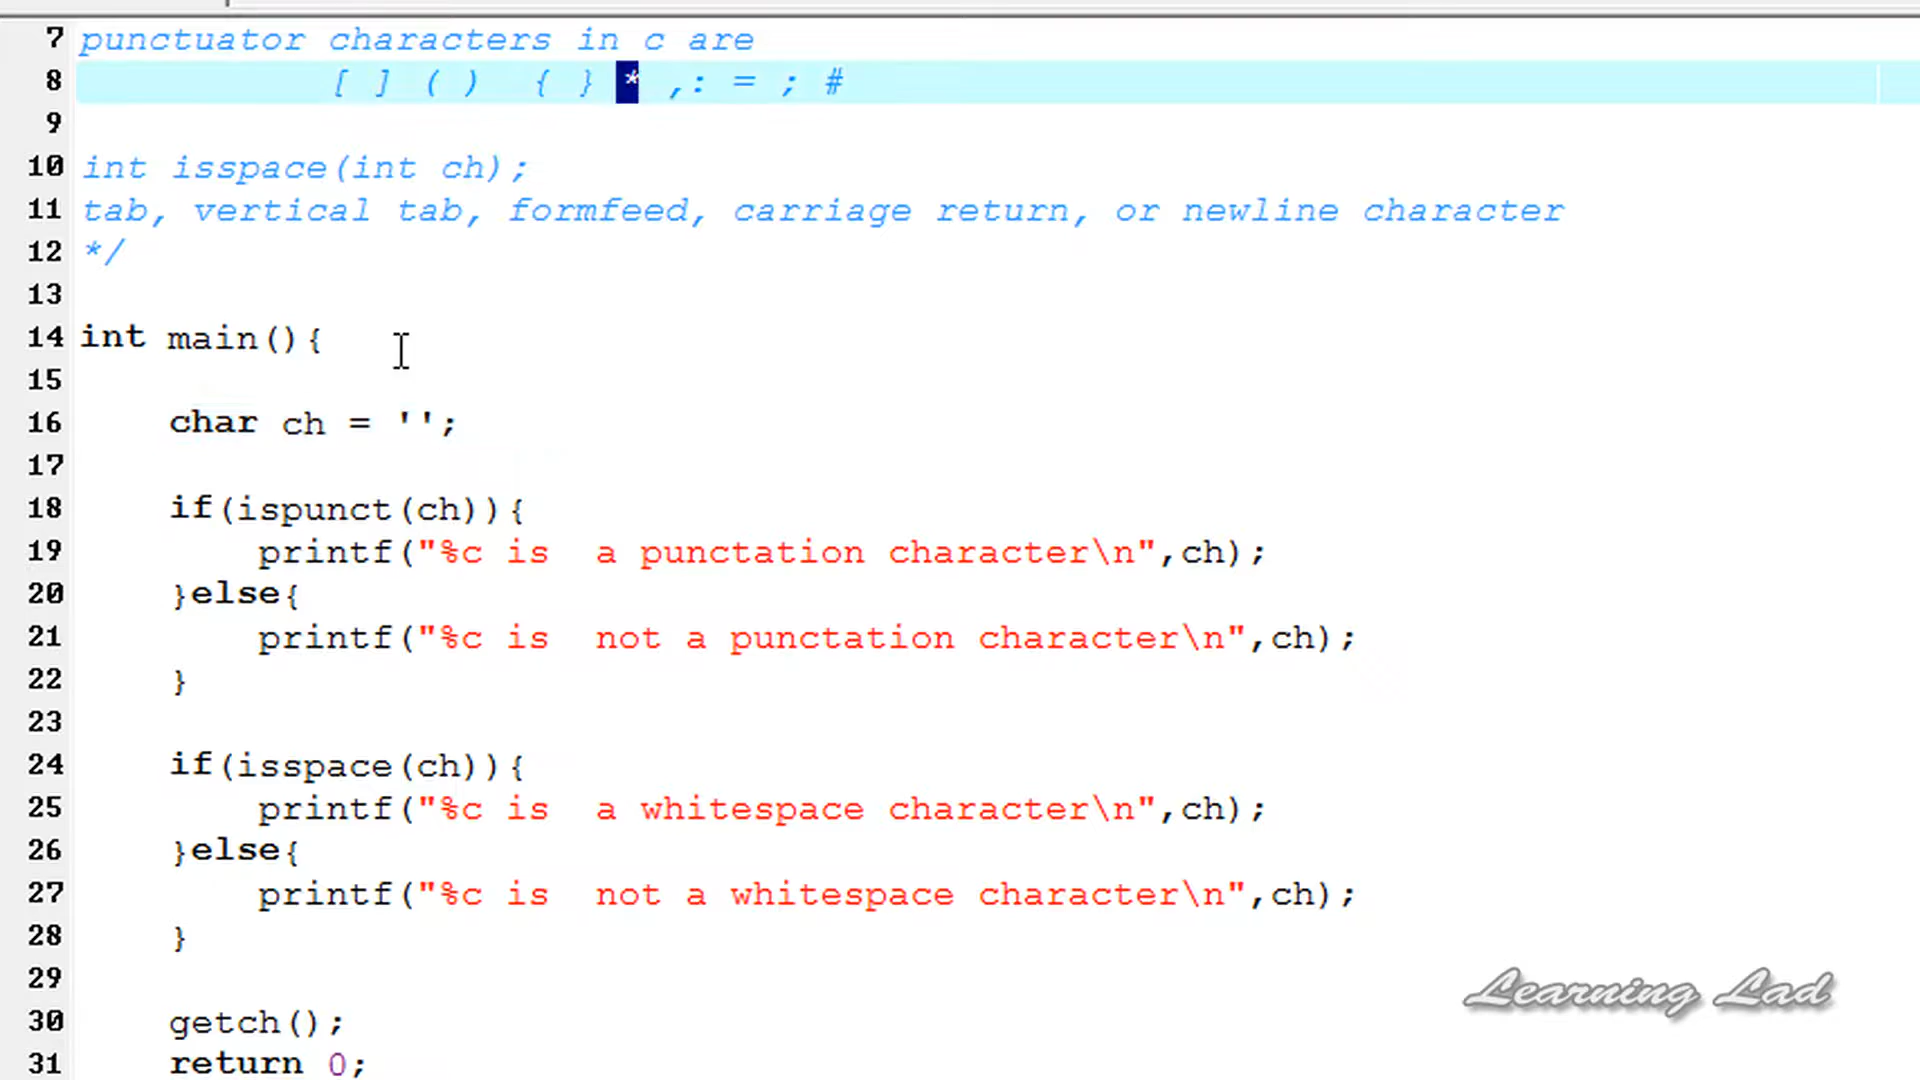 7 punctuator characters in c are
8 [ ] ( ) { } * ,: = ; #
9
10 int isspace(int ch);
11 tab, vertical tab, formfeed, carriage return, or newline character
12 */
13
14 int main(){
15
16 char ch = '';
17
18 if(ispunct(ch)){
19 printf("%c is  a punctation character\n",ch);
20 }else{
21 printf("%c is  not a punctation character\n",ch);
22 }
23
24 if(isspace(ch)){
25 printf("%c is  a whitespace character\n",ch);
26 }else{
27 printf("%c is  not a whitespace character\n",ch);
28 }
29
Learning Lad
30 getch();
31 return 0;